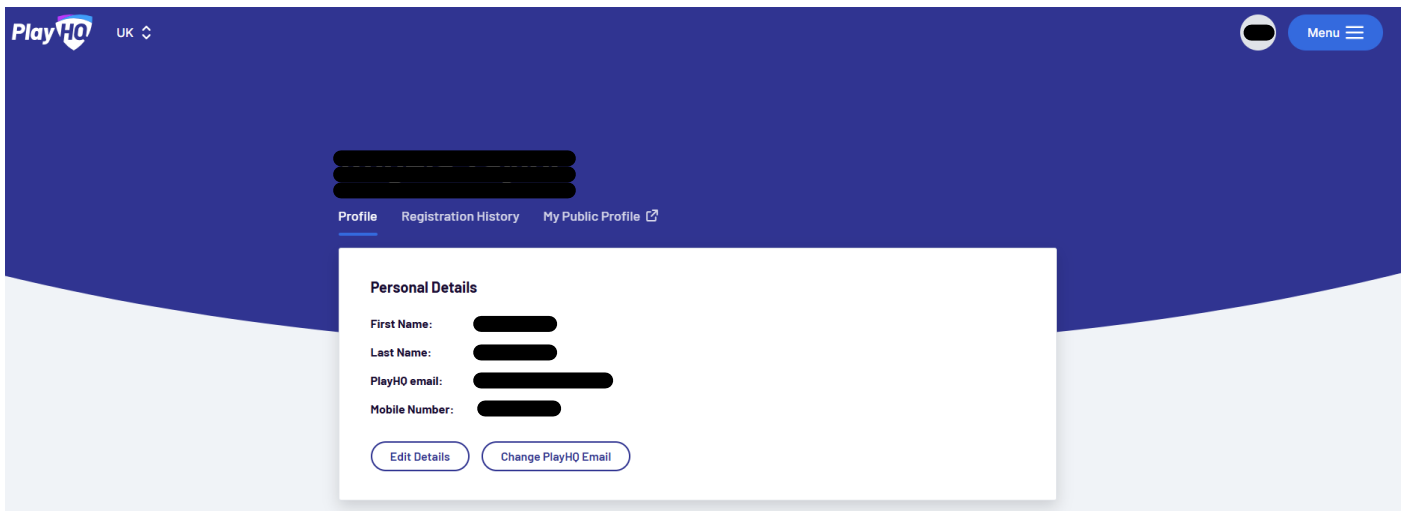 PlayHQ UK Menu
Profile Registration History My Public Profile
Personal Details
First Name:
Last Name:
PlayHQ email:
Mobile Number:
Edit Details Change PlayHQ Email